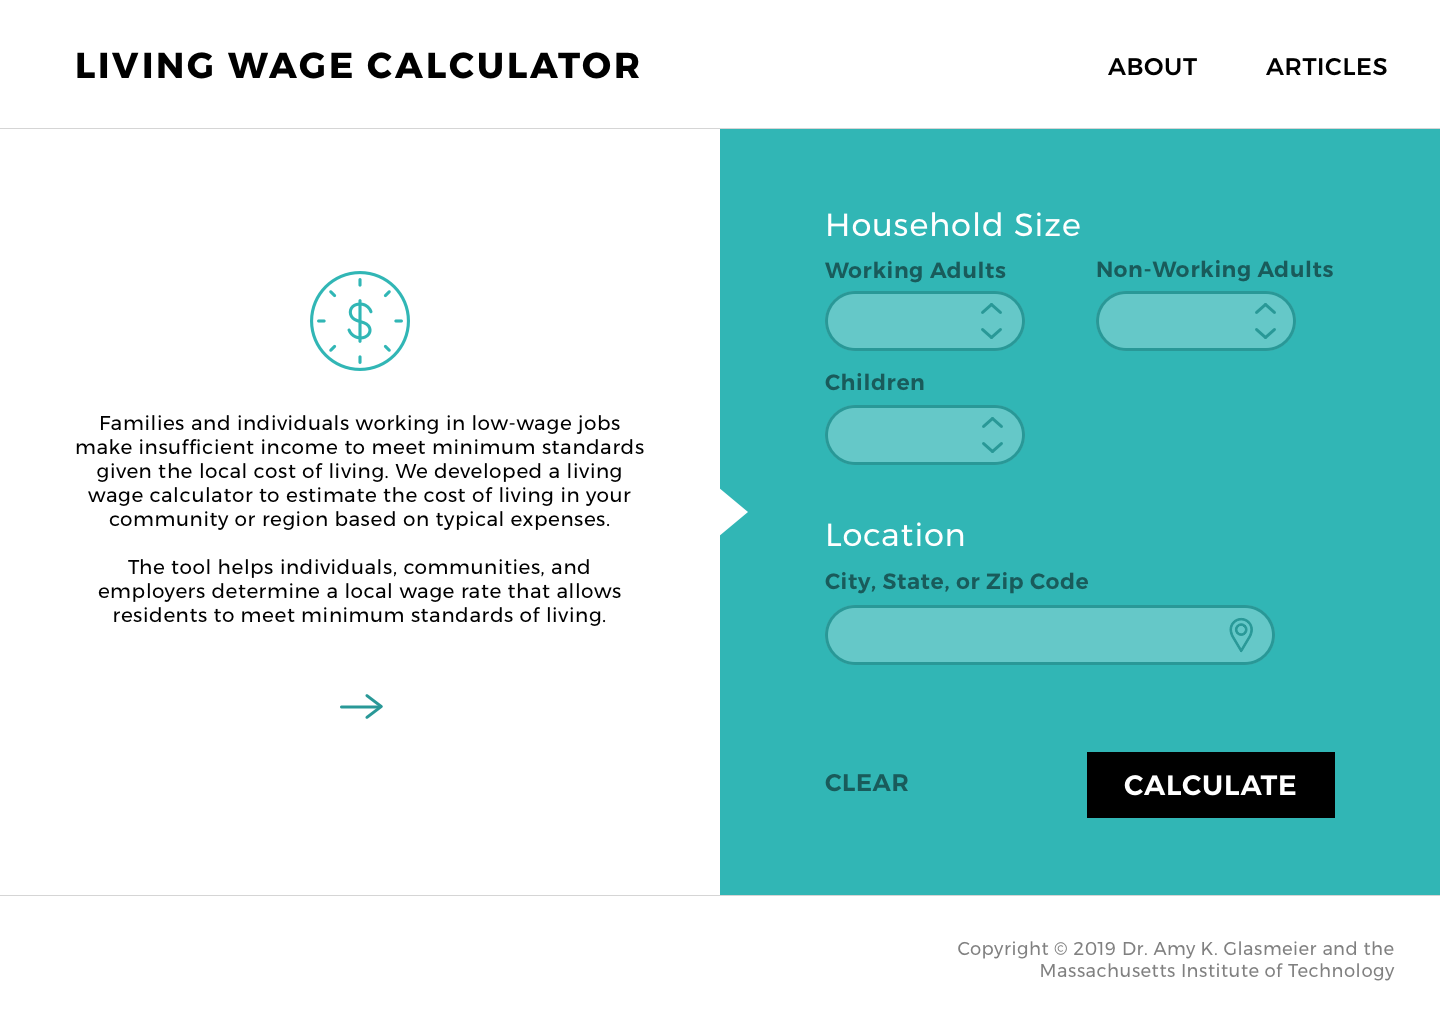 LIVING WAGE CALCULATOR
ABOUT
ARTICLES
$
Families and individuals working in low-wage jobs
make insufficient income to meet minimum standards
given the local cost of living. We developed a living
wage calculator to estimate the cost of living in your
community or region based on typical expenses.
The tool helps individuals, communities, and
employers determine a local wage rate that allows
residents to meet minimum standards of living.
Household Size
Working Adults
Non-Working Adults
Children
Location
City, State, or Zip Code
CLEAR
CALCULATE
Copyright © 2019 Dr. Amy K. Glasmeier and the
Massachusetts Institute of Technology